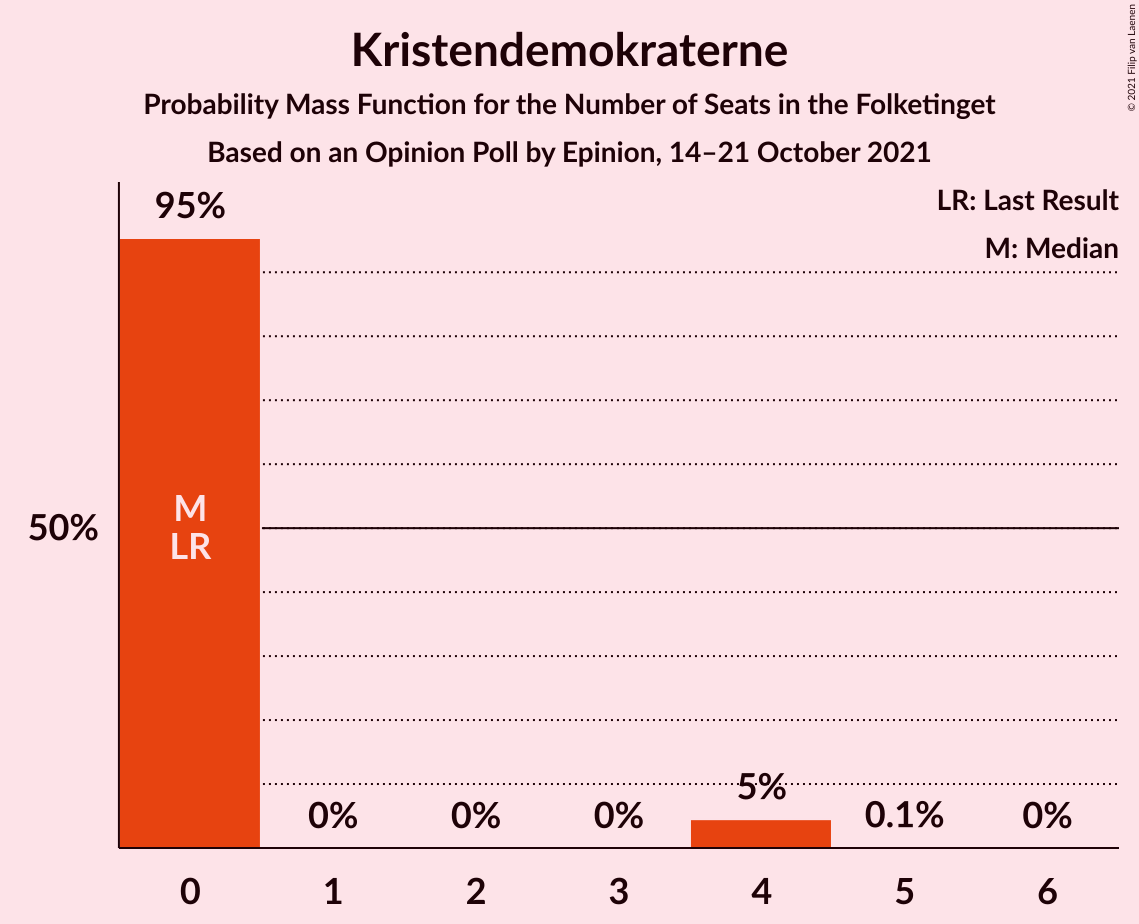 Kristendemokraterne
Probability Mass Function for the Number of Seats in the Folketinget
Based on an Opinion Poll by Epinion, 14–21 October 2021
© 2021 Filip van Laenen
LR: Last Result
M: Median
95%
50%
M
LR
0%
0%
0%
5%
0.1%
0%
0
1
2
3
4
5
6